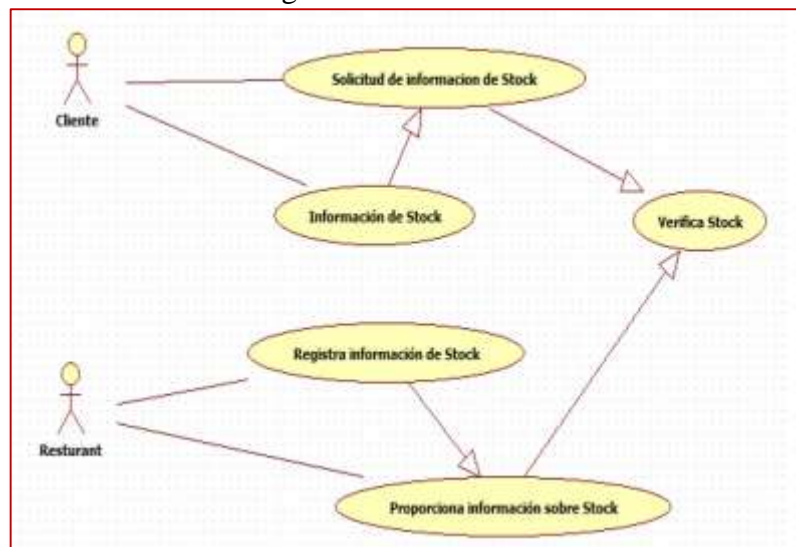 Solicitud de informacion de Stock
Cliente
Información de Stock
Verifica Stock
Registra información de Stock
Resturant
Proporciona información sobre Stock